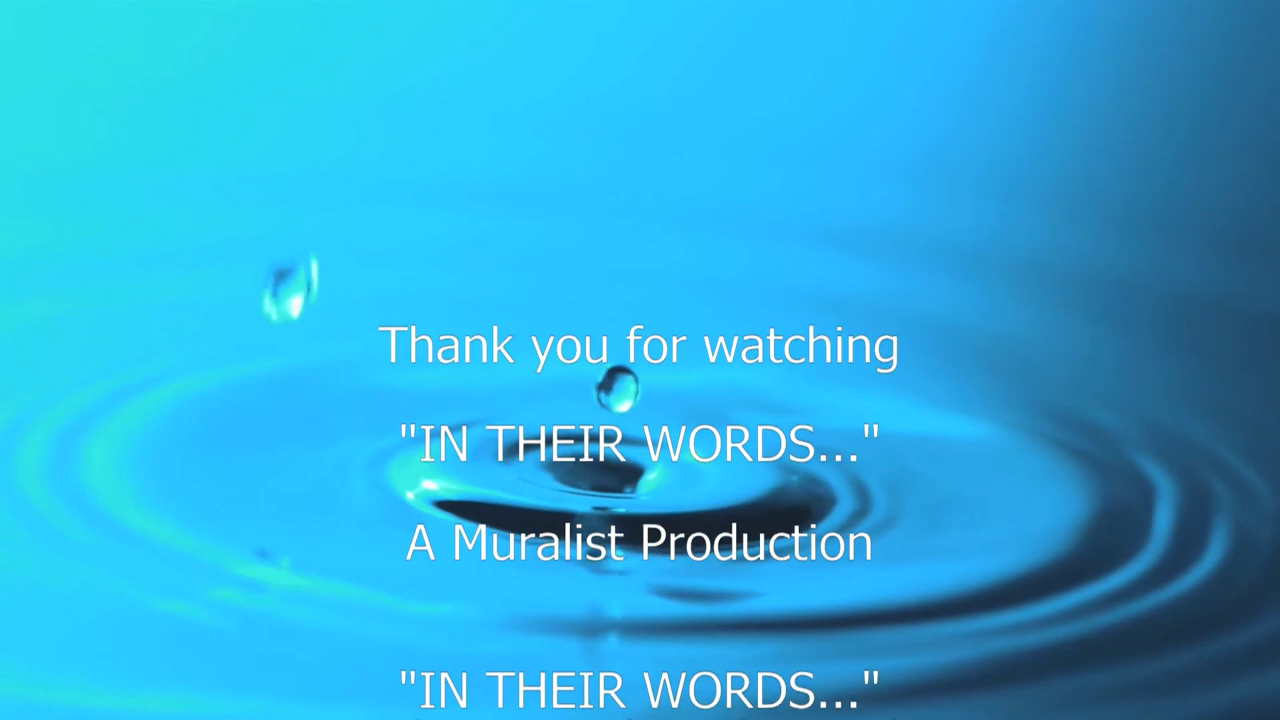 Thank you for watching
"IN THEIR WORDS..."
A Muralist Production
"IN THEIR WORDS..."